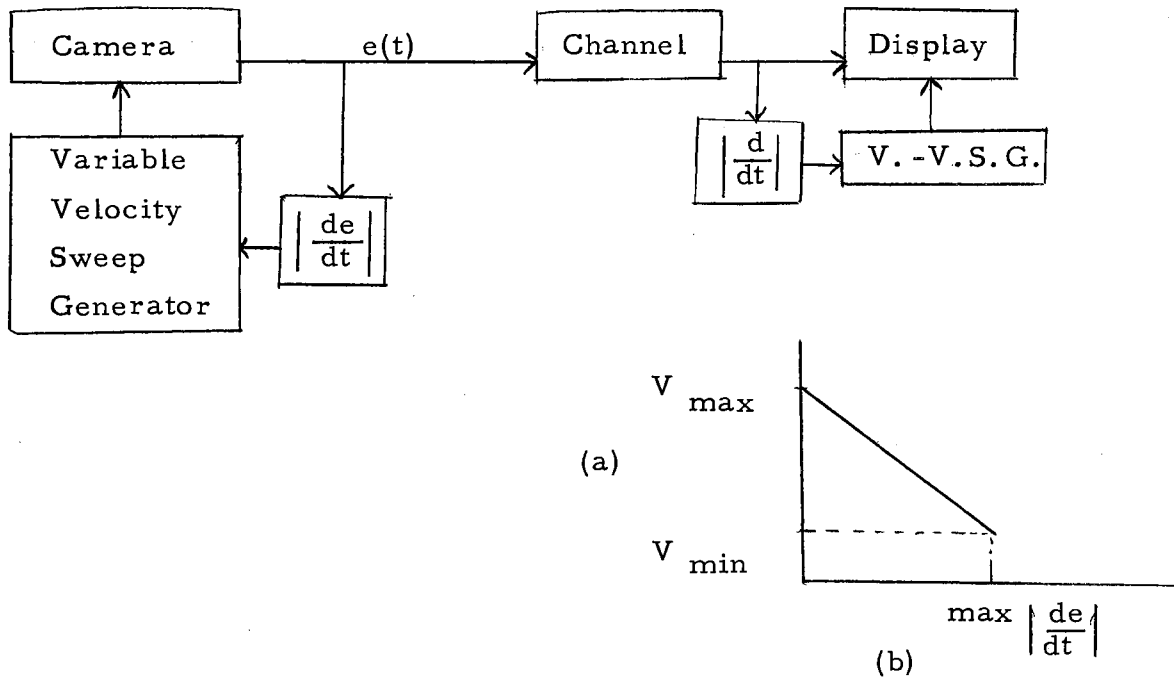 Camera
e(t)
Channel
Display
Variable
Velocity
Sweep
Generator
| de/dt |
| d/dt |
V. -V.S.G.
V max
(a)
V min
max | de/dt |
(b)